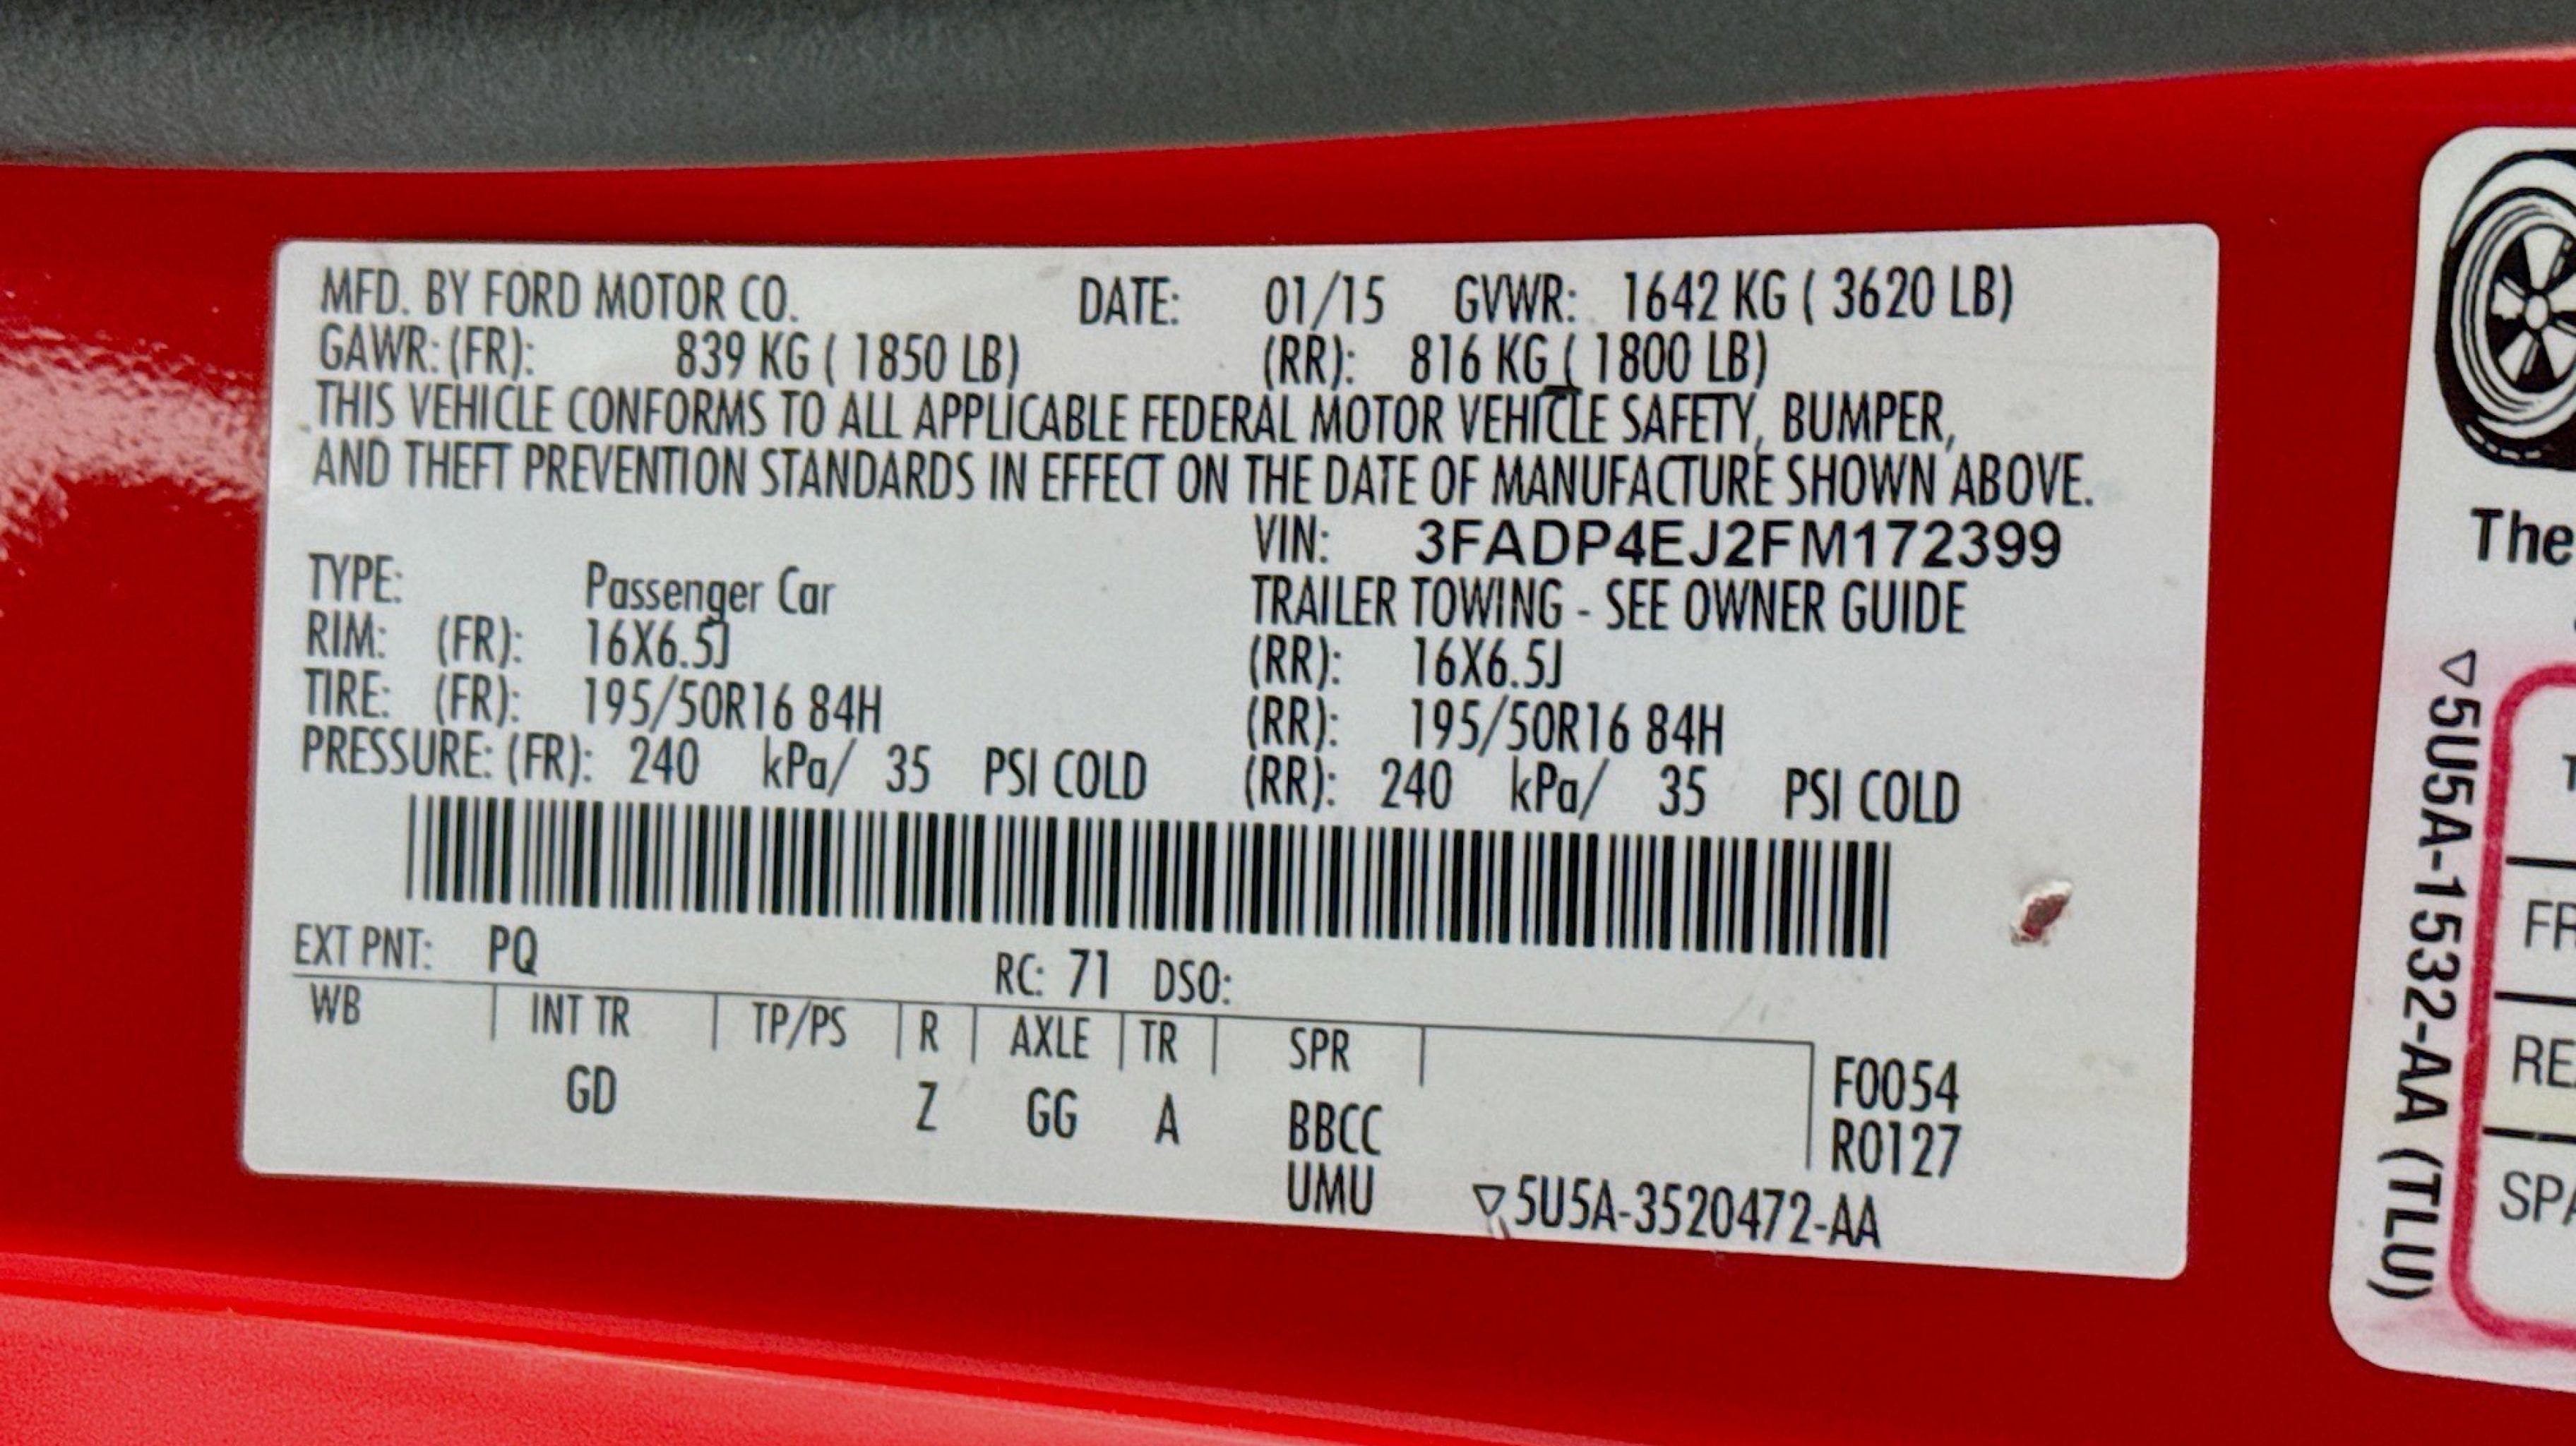 MFD. BY FORD MOTOR CO. DATE: 01/15 GVWR: 1642 KG ( 3620 LB)
GAWR: (FR): 839 KG ( 1850 LB) (RR): 816 KG ( 1800 LB)
THIS VEHICLE CONFORMS TO ALL APPLICABLE FEDERAL MOTOR VEHICLE SAFETY, BUMPER,
AND THEFT PREVENTION STANDARDS IN EFFECT ON THE DATE OF MANUFACTURE SHOWN ABOVE.
VIN: 3FADP4EJ2FM172399
TYPE: Passenger Car TRAILER TOWING - SEE OWNER GUIDE
RIM: (FR): 16X6.5J (RR): 16X6.5J
TIRE: (FR): 195/50R16 84H (RR): 195/50R16 84H
PRESSURE: (FR): 240 kPa/ 35 PSI COLD (RR): 240 kPa/ 35 PSI COLD
EXT PNT: PQ RC: 71 DSO:
WB INT TR TP/PS R AXLE TR SPR
GD Z GG A BBCC
UMU
F0054
R0127
▽5U5A-3520472-AA
The
▽5U5A-1532-AA (TLU)
FR
RE
SPA